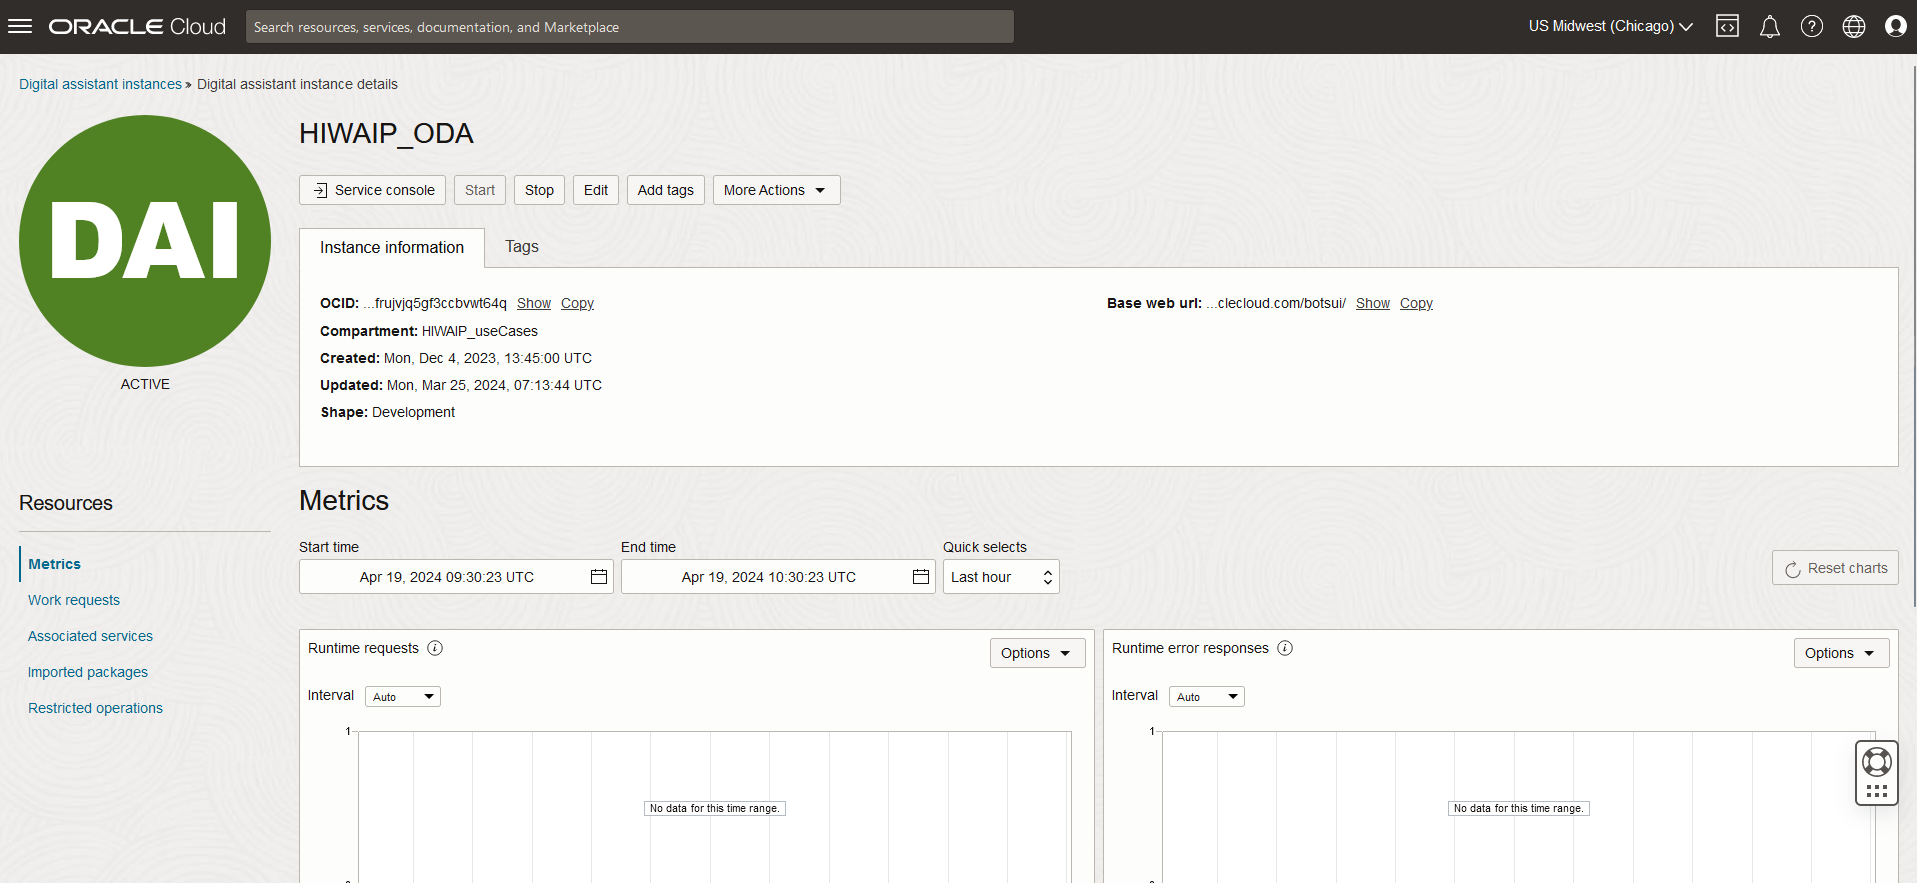 ORACLE Cloud
Search resources, services, documentation, and Marketplace
US Midwest (Chicago)
Digital assistant instances » Digital assistant instance details
DAI
ACTIVE
HIWAIP_ODA
Service console
Start
Stop
Edit
Add tags
More Actions
Instance information
Tags
OCID: ...frujvjq5gf3ccbvwt64q Show Copy
Compartment: HIWAIP_useCases
Created: Mon, Dec 4, 2023, 13:45:00 UTC
Updated: Mon, Mar 25, 2024, 07:13:44 UTC
Shape: Development
Base web url: ...clecloud.com/botsui/ Show Copy
Resources
Metrics
Work requests
Associated services
Imported packages
Restricted operations
Metrics
Start time
Apr 19, 2024 09:30:23 UTC
End time
Apr 19, 2024 10:30:23 UTC
Quick selects
Last hour
Reset charts
Runtime requests
Options
Interval Auto
1
No data for this time range.
Runtime error responses
Options
Interval Auto
1
No data for this time range.